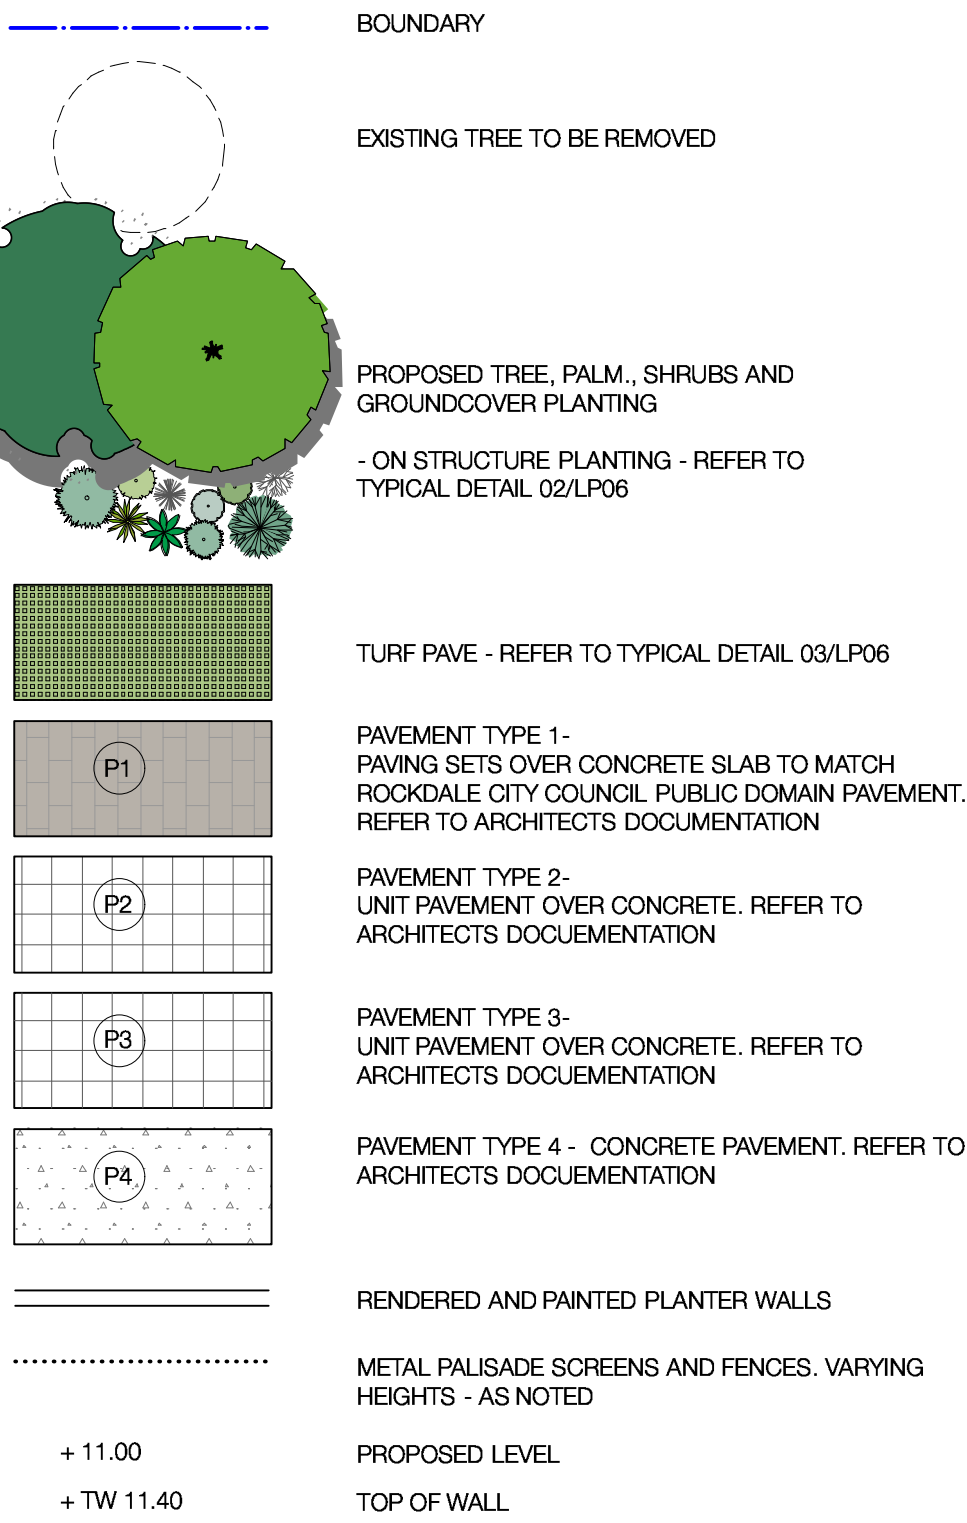 BOUNDARY
EXISTING TREE TO BE REMOVED
PROPOSED TREE, PALM., SHRUBS AND
GROUNDCOVER PLANTING
- ON STRUCTURE PLANTING - REFER TO
TYPICAL DETAIL 02/LP06
TURF PAVE - REFER TO TYPICAL DETAIL 03/LP06
P1
PAVEMENT TYPE 1-
PAVING SETS OVER CONCRETE SLAB TO MATCH
ROCKDALE CITY COUNCIL PUBLIC DOMAIN PAVEMENT.
REFER TO ARCHITECTS DOCUMENTATION
P2
PAVEMENT TYPE 2-
UNIT PAVEMENT OVER CONCRETE. REFER TO
ARCHITECTS DOCUEMENTATION
P3
PAVEMENT TYPE 3-
UNIT PAVEMENT OVER CONCRETE. REFER TO
ARCHITECTS DOCUEMENTATION
P4
PAVEMENT TYPE 4 - CONCRETE PAVEMENT. REFER TO
ARCHITECTS DOCUEMENTATION
RENDERED AND PAINTED PLANTER WALLS
METAL PALISADE SCREENS AND FENCES. VARYING
HEIGHTS - AS NOTED
+ 11.00 PROPOSED LEVEL
+ TW 11.40 TOP OF WALL